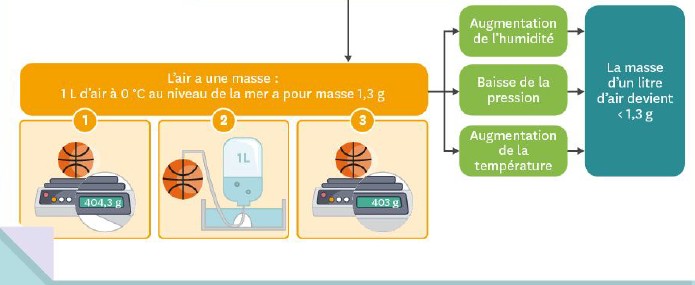 L'air a une masse :
1 L d'air à 0 °C au niveau de la mer a pour masse 1,3 g
1
2
3
404,3 g
1L
403 g
Augmentation
de l'humidité
Baisse de la
pression
Augmentation
de la
température
La masse
d'un litre
d'air devient
< 1,3 g